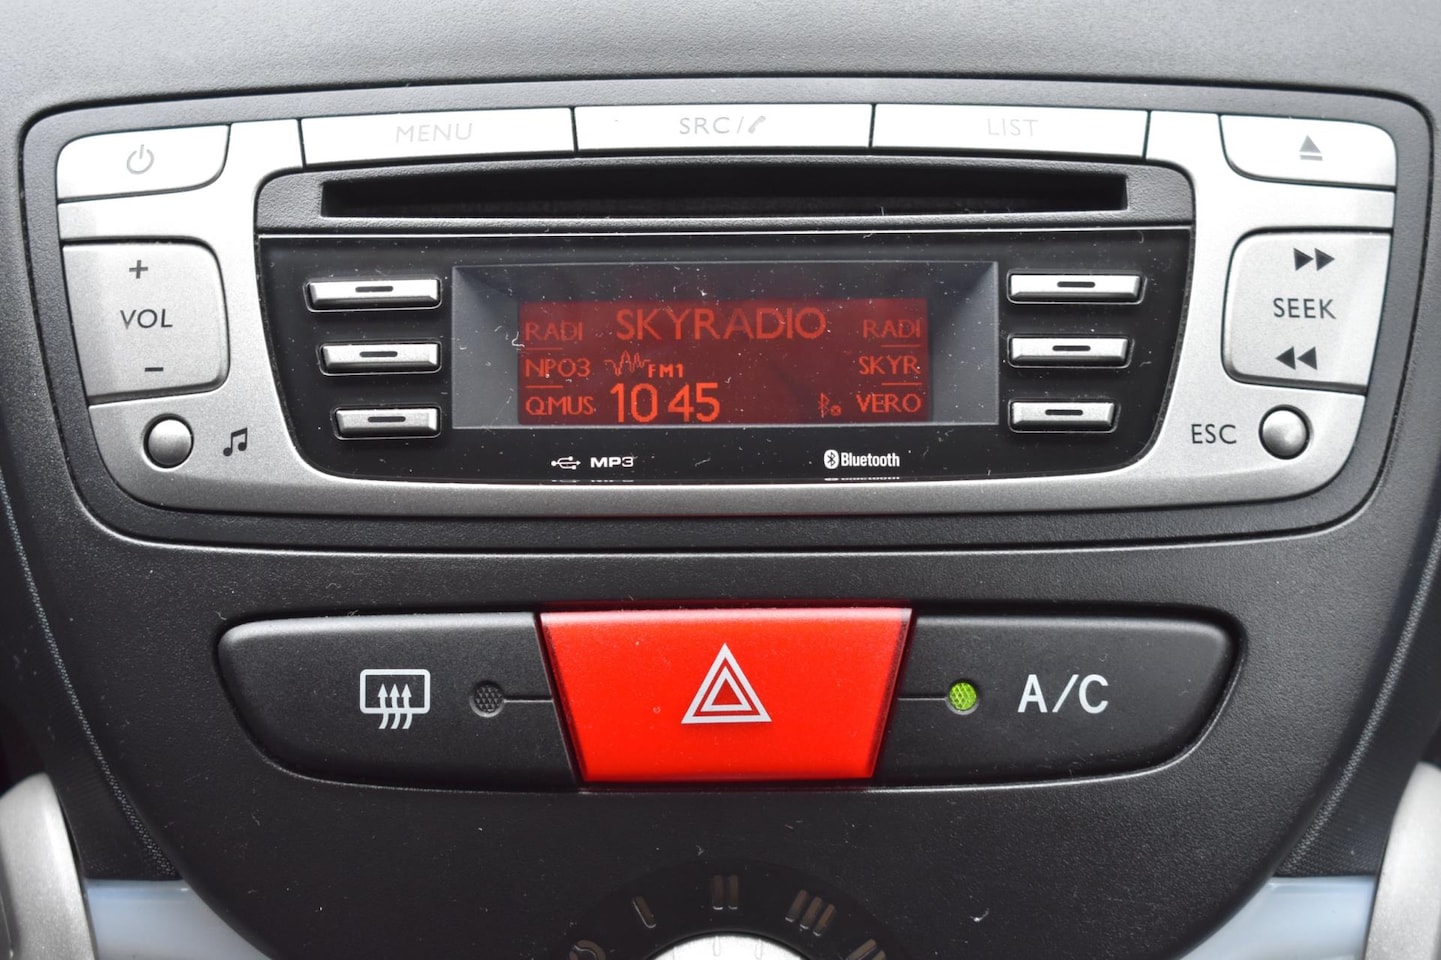 MENU SRC/ LIST
+
VOL
−
SEEK
ESC
RADI SKYRADIO RADI
NPO3 FM1 SKYR
QMUS 10 45 VERO
MP3 Bluetooth
A/C